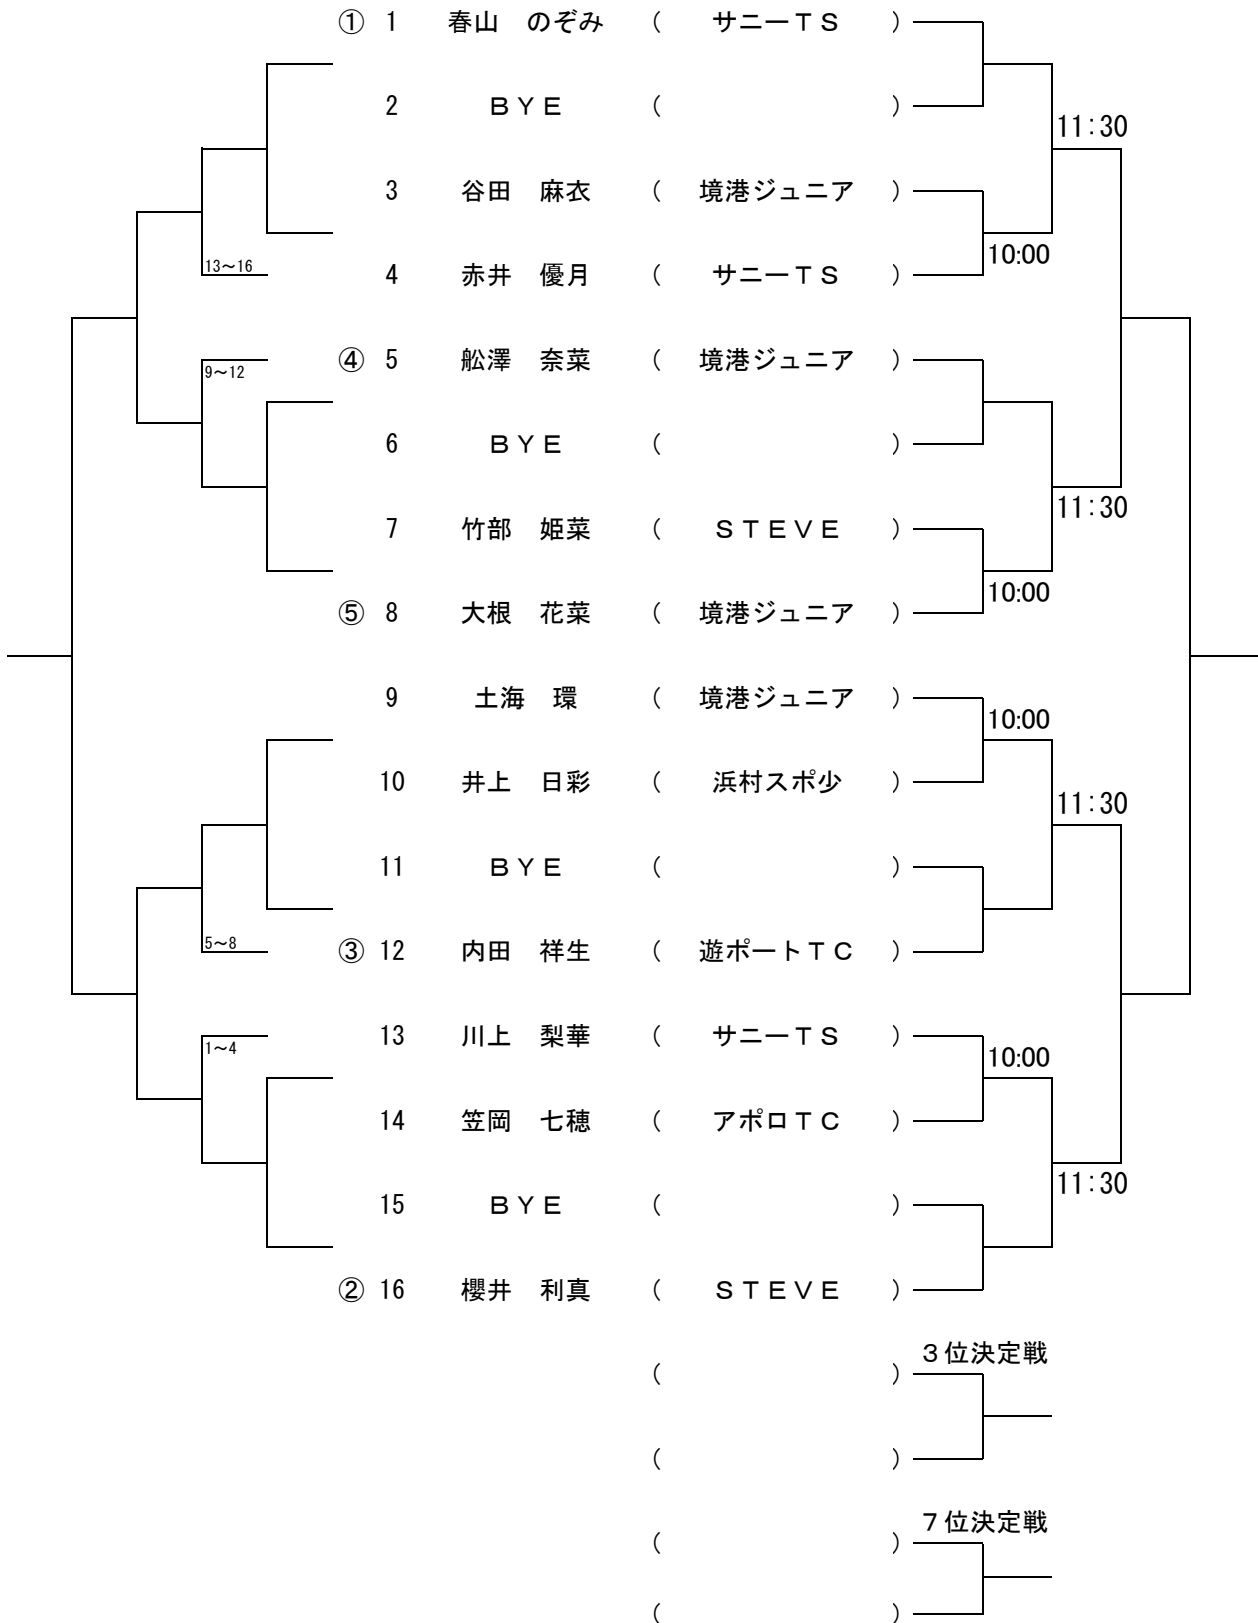 ① 1 春山　のぞみ ( サニーＴＳ )
2 ＢＹＥ ( )
11:30
3 谷田　麻衣 ( 境港ジュニア )
10:00
13～16
4 赤井　優月 ( サニーＴＳ )
④ 5 舩澤　奈菜 ( 境港ジュニア )
9～12
6 ＢＹＥ ( )
11:30
7 竹部　姫菜 ( ＳＴＥＶＥ )
10:00
⑤ 8 大根　花菜 ( 境港ジュニア )
9 土海　環 ( 境港ジュニア )
10:00
10 井上　日彩 ( 浜村スポ少 )
11:30
11 ＢＹＥ ( )
5～8
③ 12 内田　祥生 ( 遊ポートＴＣ )
13 川上　梨華 ( サニーＴＳ )
1～4
10:00
14 笠岡　七穂 ( アポロＴＣ )
11:30
15 ＢＹＥ ( )
② 16 櫻井　利真 ( ＳＴＥＶＥ )
３位決定戦
( )
( )
７位決定戦
( )
( )